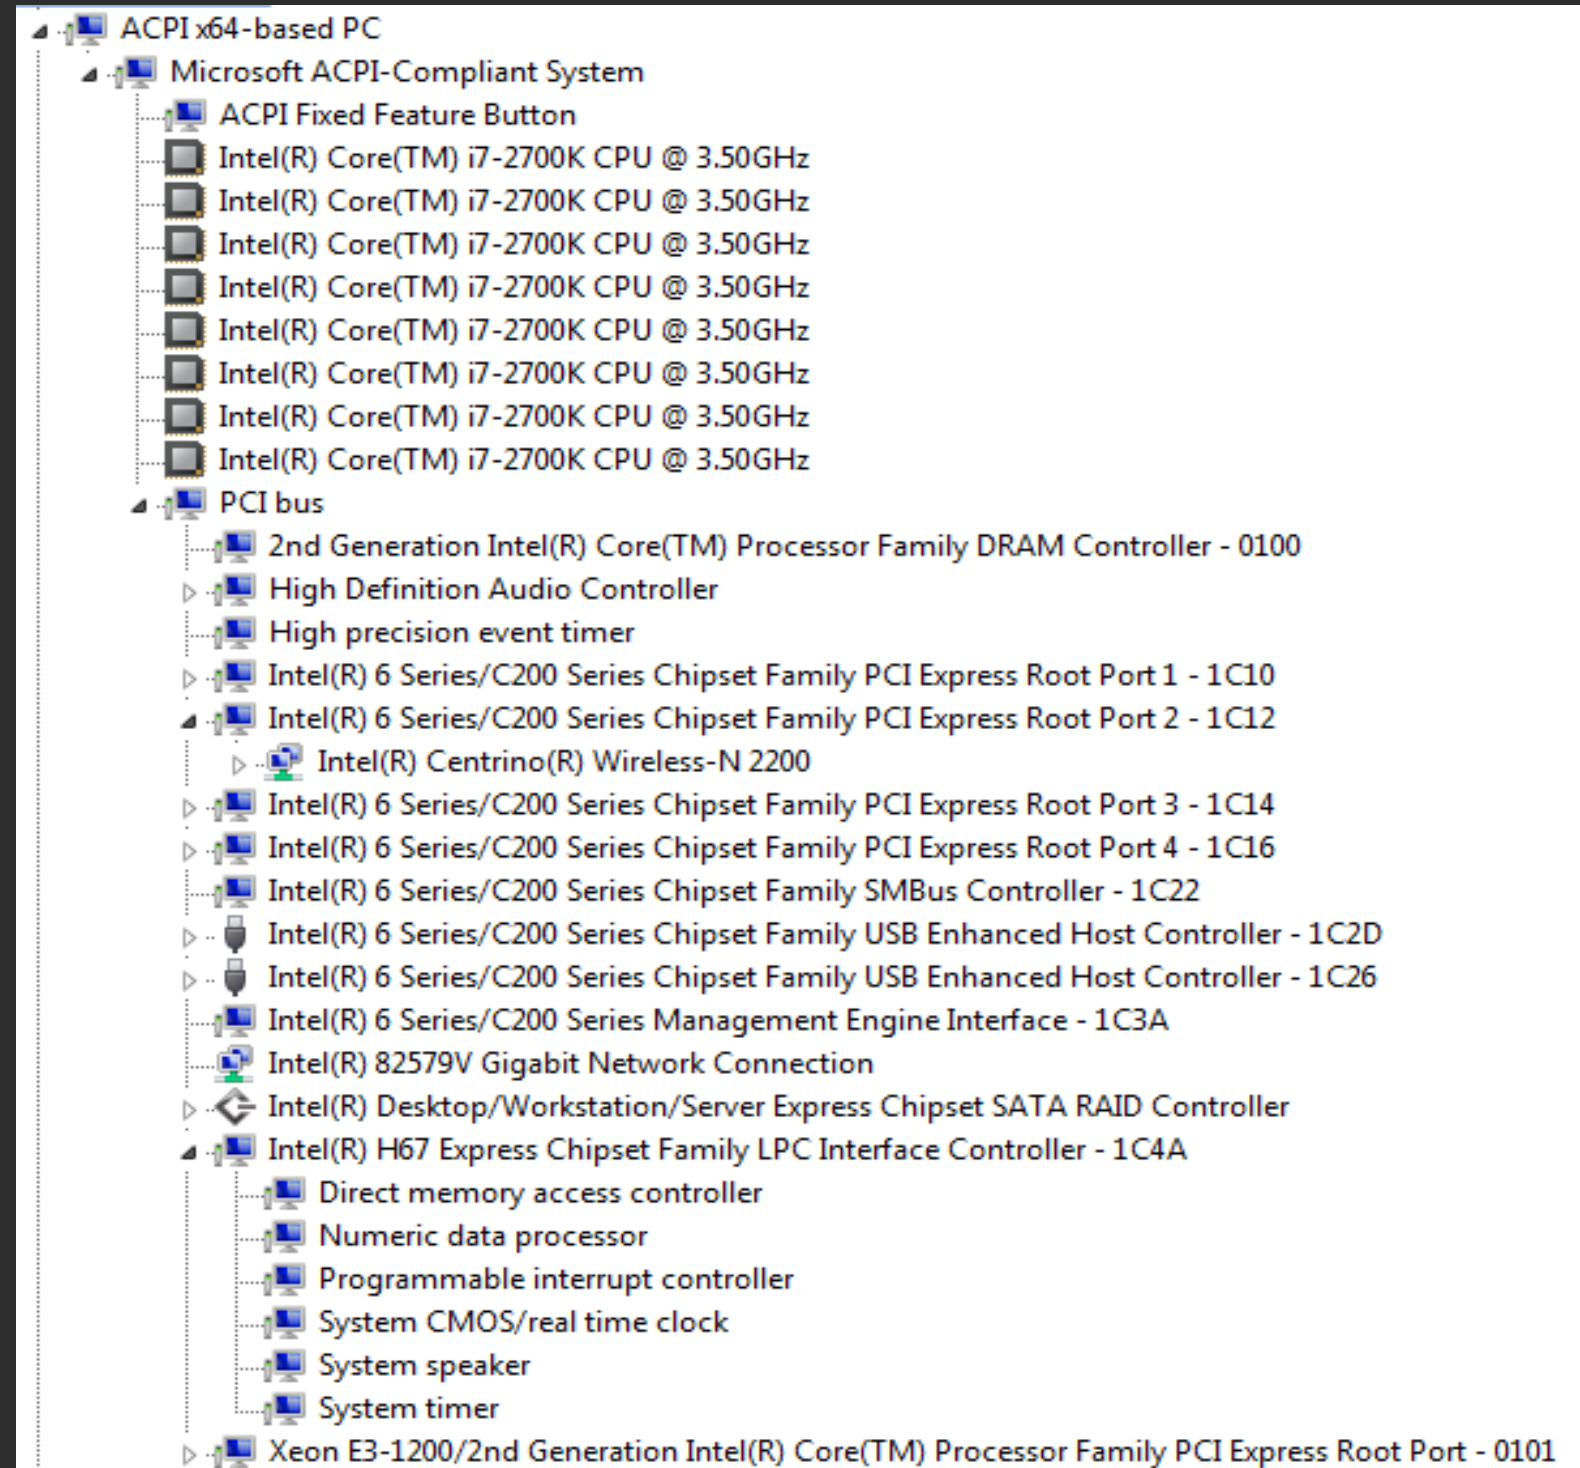 ACPI x64-based PC
Microsoft ACPI-Compliant System
ACPI Fixed Feature Button
Intel(R) Core(TM) i7-2700K CPU @ 3.50GHz
Intel(R) Core(TM) i7-2700K CPU @ 3.50GHz
Intel(R) Core(TM) i7-2700K CPU @ 3.50GHz
Intel(R) Core(TM) i7-2700K CPU @ 3.50GHz
Intel(R) Core(TM) i7-2700K CPU @ 3.50GHz
Intel(R) Core(TM) i7-2700K CPU @ 3.50GHz
Intel(R) Core(TM) i7-2700K CPU @ 3.50GHz
Intel(R) Core(TM) i7-2700K CPU @ 3.50GHz
PCI bus
2nd Generation Intel(R) Core(TM) Processor Family DRAM Controller - 0100
High Definition Audio Controller
High precision event timer
Intel(R) 6 Series/C200 Series Chipset Family PCI Express Root Port 1 - 1C10
Intel(R) 6 Series/C200 Series Chipset Family PCI Express Root Port 2 - 1C12
Intel(R) Centrino(R) Wireless-N 2200
Intel(R) 6 Series/C200 Series Chipset Family PCI Express Root Port 3 - 1C14
Intel(R) 6 Series/C200 Series Chipset Family PCI Express Root Port 4 - 1C16
Intel(R) 6 Series/C200 Series Chipset Family SMBus Controller - 1C22
Intel(R) 6 Series/C200 Series Chipset Family USB Enhanced Host Controller - 1C2D
Intel(R) 6 Series/C200 Series Chipset Family USB Enhanced Host Controller - 1C26
Intel(R) 6 Series/C200 Series Management Engine Interface - 1C3A
Intel(R) 82579V Gigabit Network Connection
Intel(R) Desktop/Workstation/Server Express Chipset SATA RAID Controller
Intel(R) H67 Express Chipset Family LPC Interface Controller - 1C4A
Direct memory access controller
Numeric data processor
Programmable interrupt controller
System CMOS/real time clock
System speaker
System timer
Xeon E3-1200/2nd Generation Intel(R) Core(TM) Processor Family PCI Express Root Port - 0101